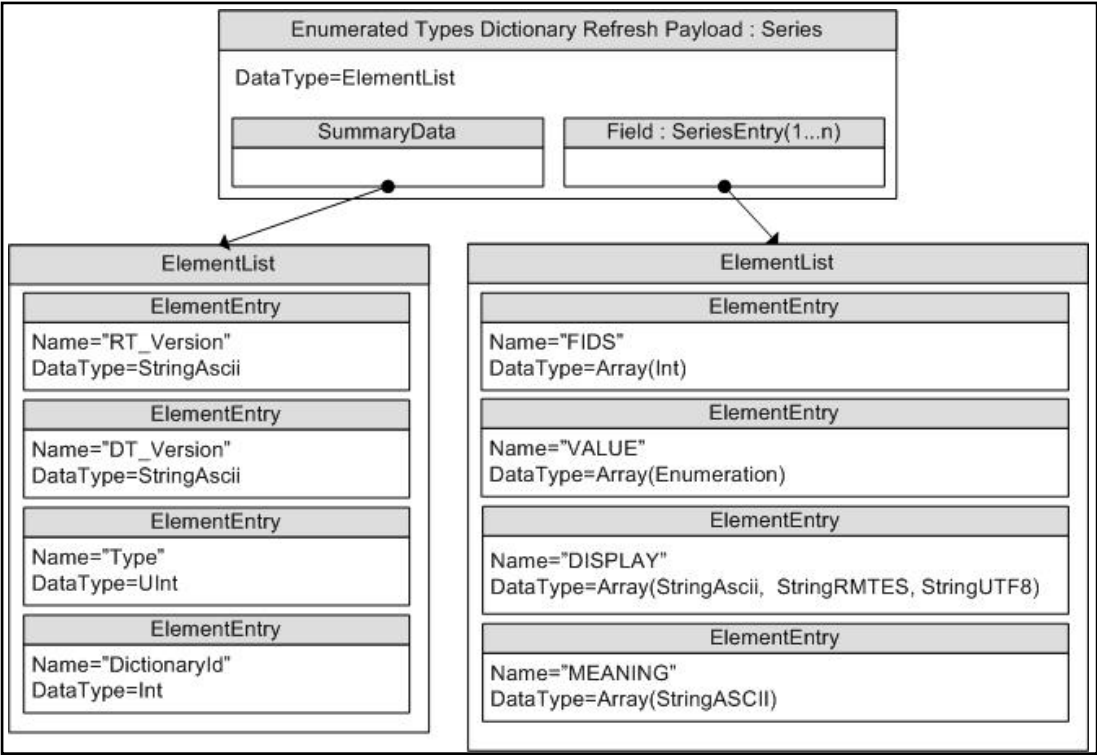 Enumerated Types Dictionary Refresh Payload : Series
DataType=ElementList
SummaryData
Field : SeriesEntry(1...n)
ElementList
ElementEntry
Name="RT_Version"
DataType=StringAscii
ElementEntry
Name="DT_Version"
DataType=StringAscii
ElementEntry
Name="Type"
DataType=UInt
ElementEntry
Name="DictionaryId"
DataType=Int
ElementList
ElementEntry
Name="FIDS"
DataType=Array(Int)
ElementEntry
Name="VALUE"
DataType=Array(Enumeration)
ElementEntry
Name="DISPLAY"
DataType=Array(StringAscii, StringRMTES, StringUTF8)
ElementEntry
Name="MEANING"
DataType=Array(StringASCII)